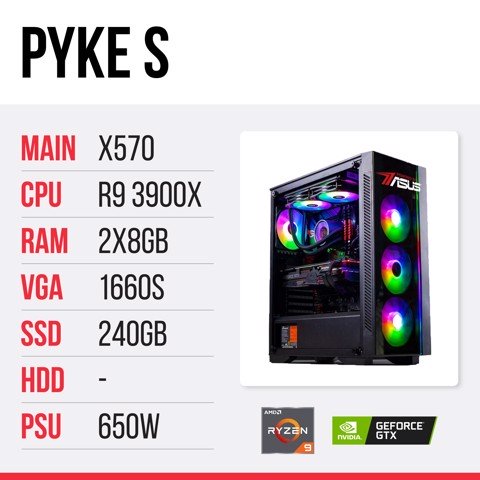 PYKE S
MAIN X570
CPU R9 3900X
RAM 2X8GB
VGA 1660S
SSD 240GB
HDD -
PSU 650W
ASUS
AMD
RYZEN
9
NVIDIA.
GEFORCE
GTX